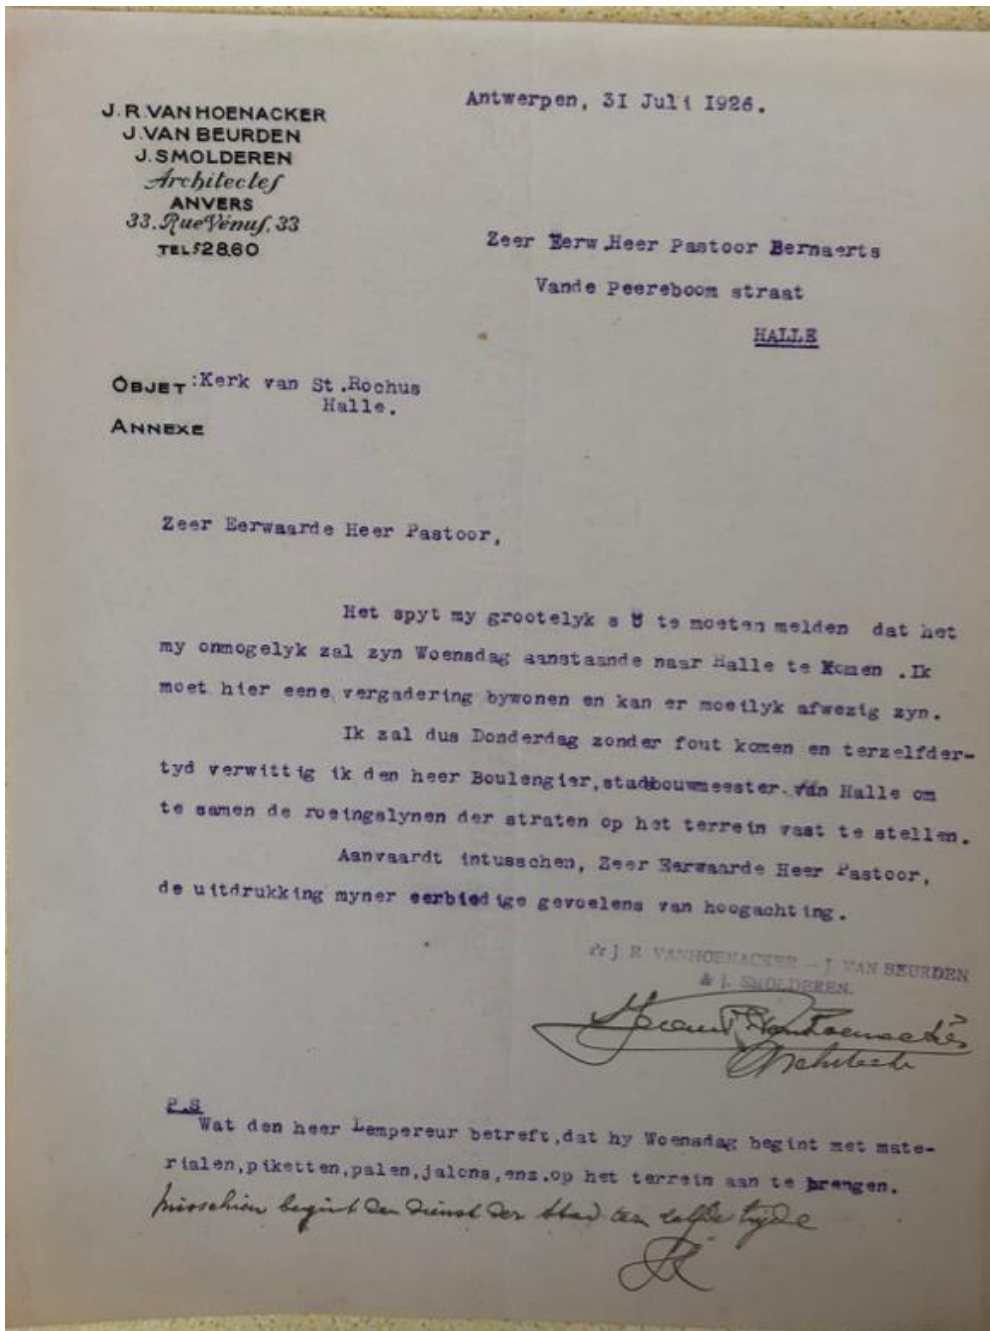 J. R. VAN HOENACKER
J. VAN BEURDEN
J. SMOLDEREN
Architectes
ANVERS
33, Rue Vénus, 33
TEL 528.60
Antwerpen, 31 Juli 1926.
Zeer Eerw.Heer Pastoor Bernaerts
Vande Peereboom straat
HALLE
OBJET :Kerk van St.Rochus
Halle.
ANNEXE
Zeer Eerwaarde Heer Pastoor,
Het spyt my grootelyk s U te moeten melden dat het
my onmogelyk zal zyn Woensdag aanstaande naar Halle te Komen .Ik
moet hier eene vergadering bywonen en kan er moeilyk afwezig zyn.
Ik zal dus Donderdag zonder fout komen en terzelfder-
tyd verwittig ik den heer Boulengier,stadbouwmeester van Halle om
te samen de rooingslynen der straten op het terrein vast te stellen.
Aanvaardt intusschen, Zeer Eerwaarde Heer Pastoor,
de uitdrukking myner eerbiedige gevoelens van hoogachting.
Pr J. R. VANHOENACKER — J. VAN BEURDEN
& J. SMOLDEREN.
Architecte
P.S
Wat den heer Lempereur betreft,dat hy Woensdag begint met mate-
rialen,piketten,palen,jalons,enz.op het terrein aan te brengen.
misschien begint den dienst der Stad ten zelfde tijde